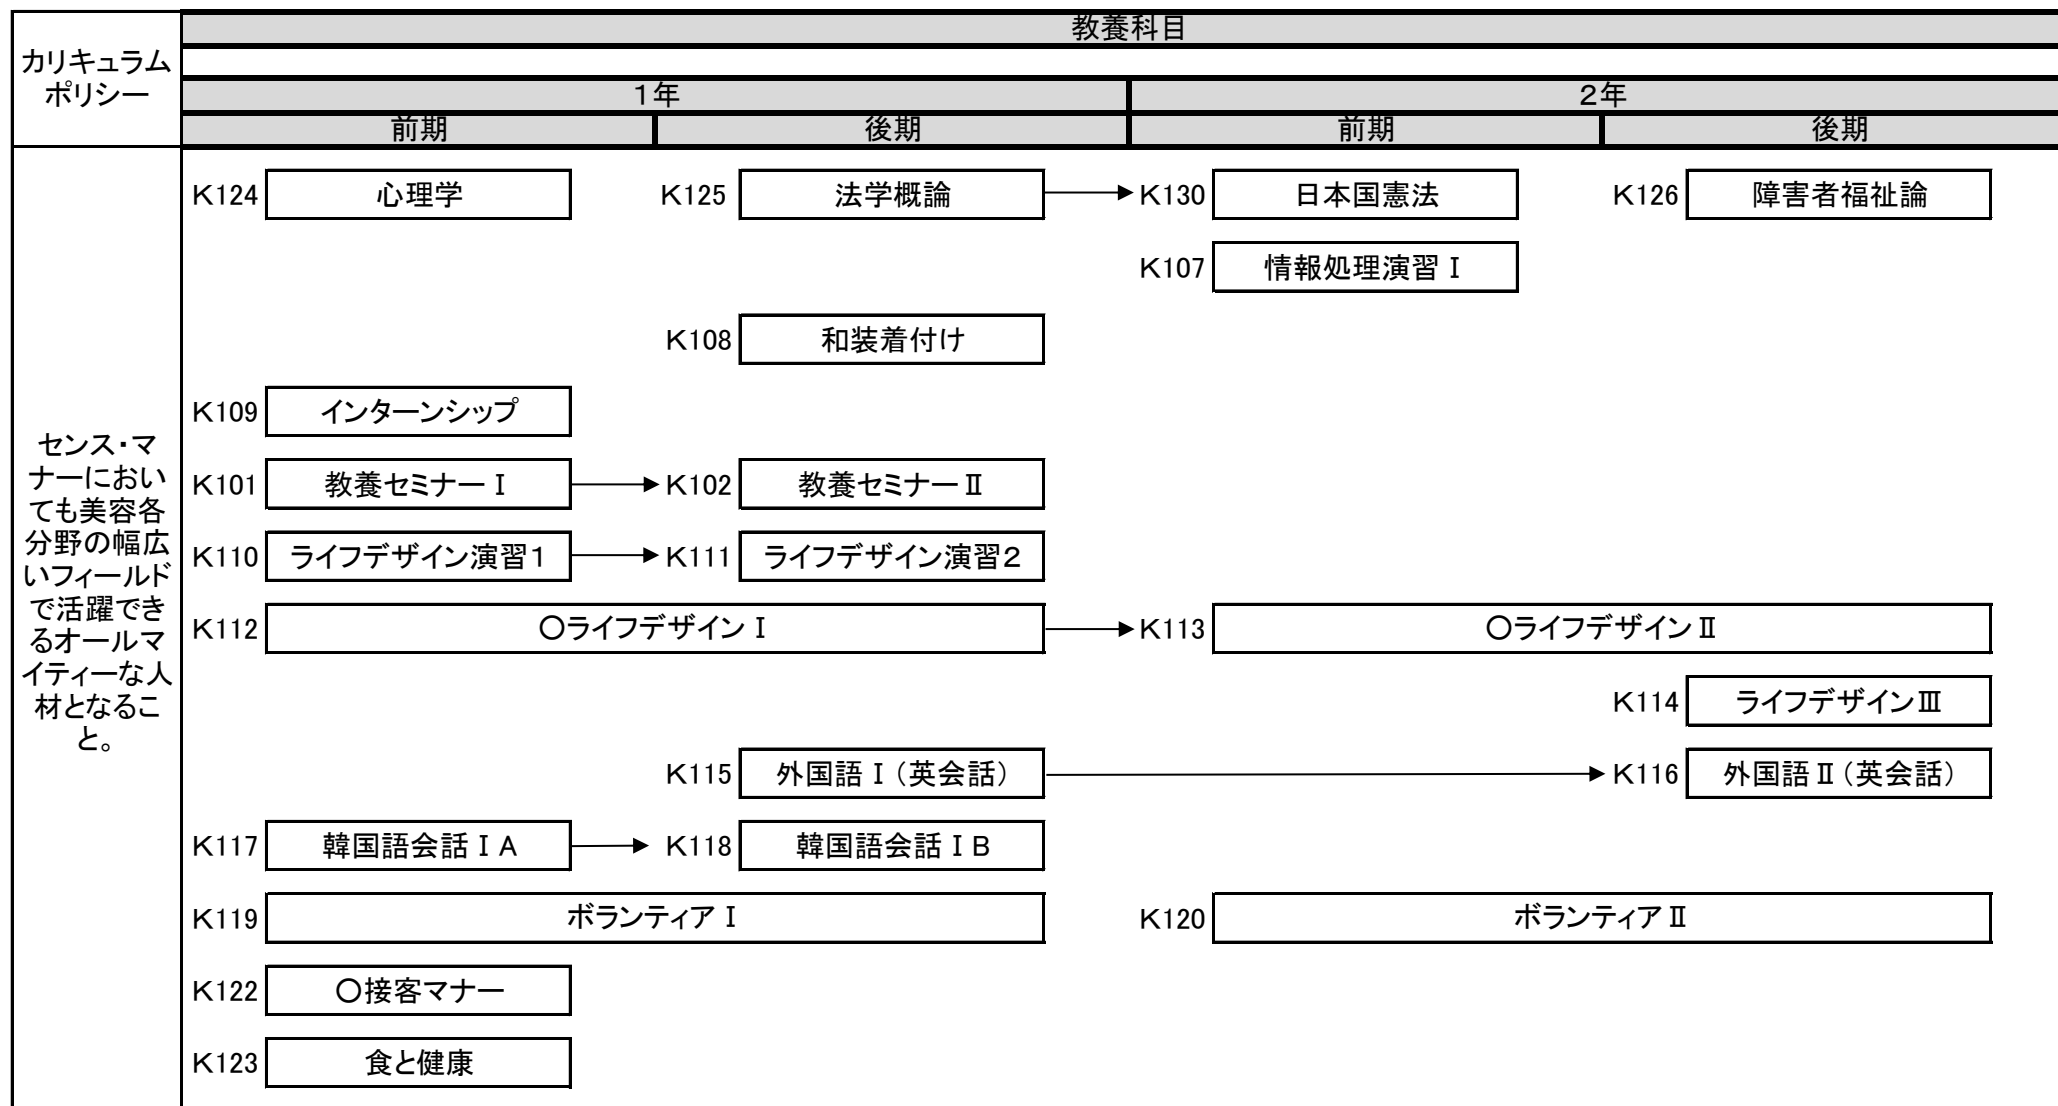 カリキュラム
ポリシー
教養科目
１年
２年
前期
後期
前期
後期
センス・マ
ナーにおい
ても美容各
分野の幅広
いフィールド
で活躍でき
るオールマ
イティーな人
材となるこ
と。
K124 心理学 K125 法学概論 K130 日本国憲法 K126 障害者福祉論
K107 情報処理演習Ⅰ
K108 和装着付け
K109 インターンシップ
K101 教養セミナーⅠ K102 教養セミナーⅡ
K110 ライフデザイン演習１ K111 ライフデザイン演習２
K112 〇ライフデザインⅠ K113 〇ライフデザインⅡ
K114 ライフデザインⅢ
K115 外国語Ⅰ（英会話） K116 外国語Ⅱ（英会話）
K117 韓国語会話ⅠA K118 韓国語会話ⅠB
K119 ボランティアⅠ K120 ボランティアⅡ
K122 〇接客マナー
K123 食と健康